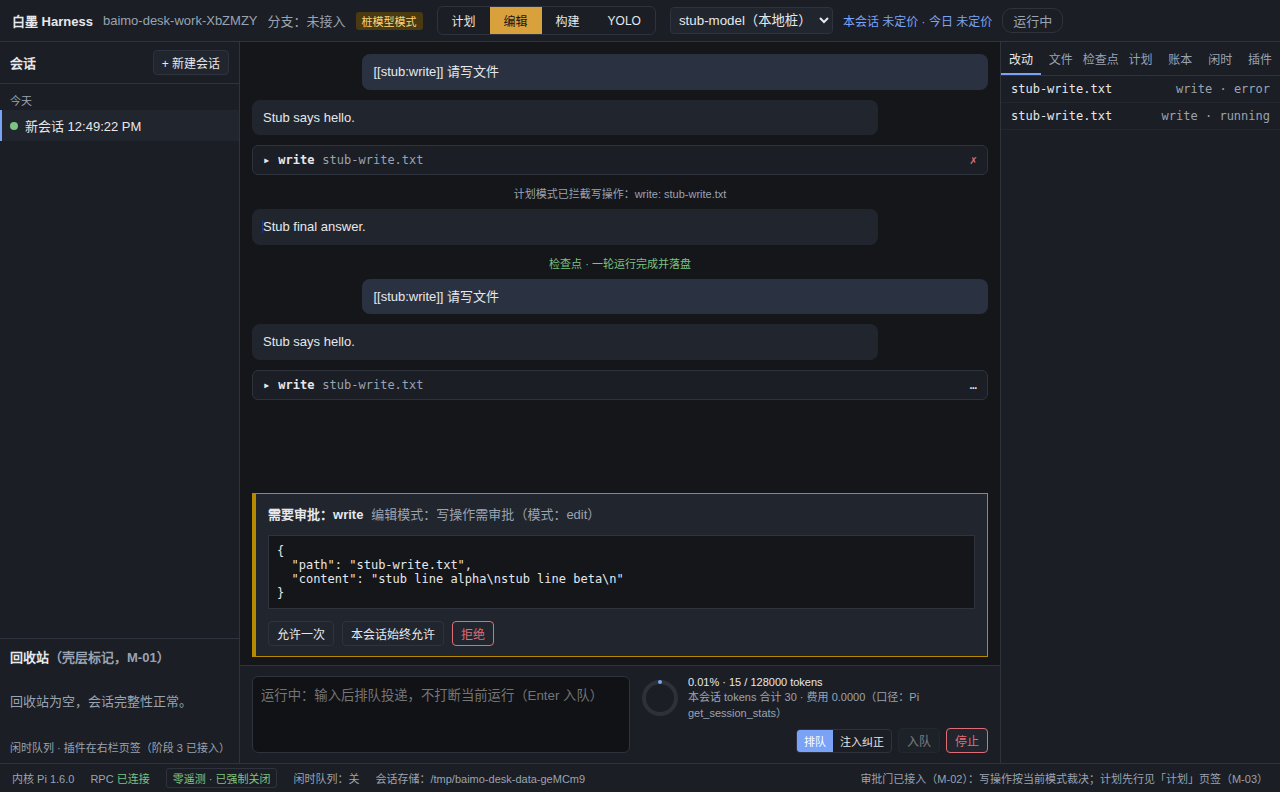 白墨 Harness baimo-desk-work-XbZMZY 分支：未接入 桩模型模式 计划 编辑 构建 YOLO stub-model（本地桩） 本会话 未定价 · 今日 未定价 运行中
会话 + 新建会话
今天
新会话 12:49:22 PM
回收站（壳层标记，M-01）
回收站为空，会话完整性正常。
闲时队列 · 插件在右栏页签（阶段 3 已接入）
[[stub:write]] 请写文件
Stub says hello.
▸ write stub-write.txt ✗
计划模式已拦截写操作：write: stub-write.txt
Stub final answer.
检查点 · 一轮运行完成并落盘
[[stub:write]] 请写文件
Stub says hello.
▸ write stub-write.txt …
需要审批：write 编辑模式：写操作需审批（模式：edit）
{
"path": "stub-write.txt",
"content": "stub line alpha\nstub line beta\n"
}
允许一次 本会话始终允许 拒绝
运行中：输入后排队投递，不打断当前运行（Enter 入队）
0.01% · 15 / 128000 tokens
本会话 tokens 合计 30 · 费用 0.0000（口径：Pi
get_session_stats）
排队 注入纠正 入队 停止
改动 文件 检查点 计划 账本 闲时 插件
stub-write.txt write · error
stub-write.txt write · running
内核 Pi 1.6.0 RPC 已连接 零遥测 · 已强制关闭 闲时队列：关 会话存储：/tmp/baimo-desk-data-geMCm9 审批门已接入（M-02）：写操作按当前模式裁决；计划先行见「计划」页签（M-03）